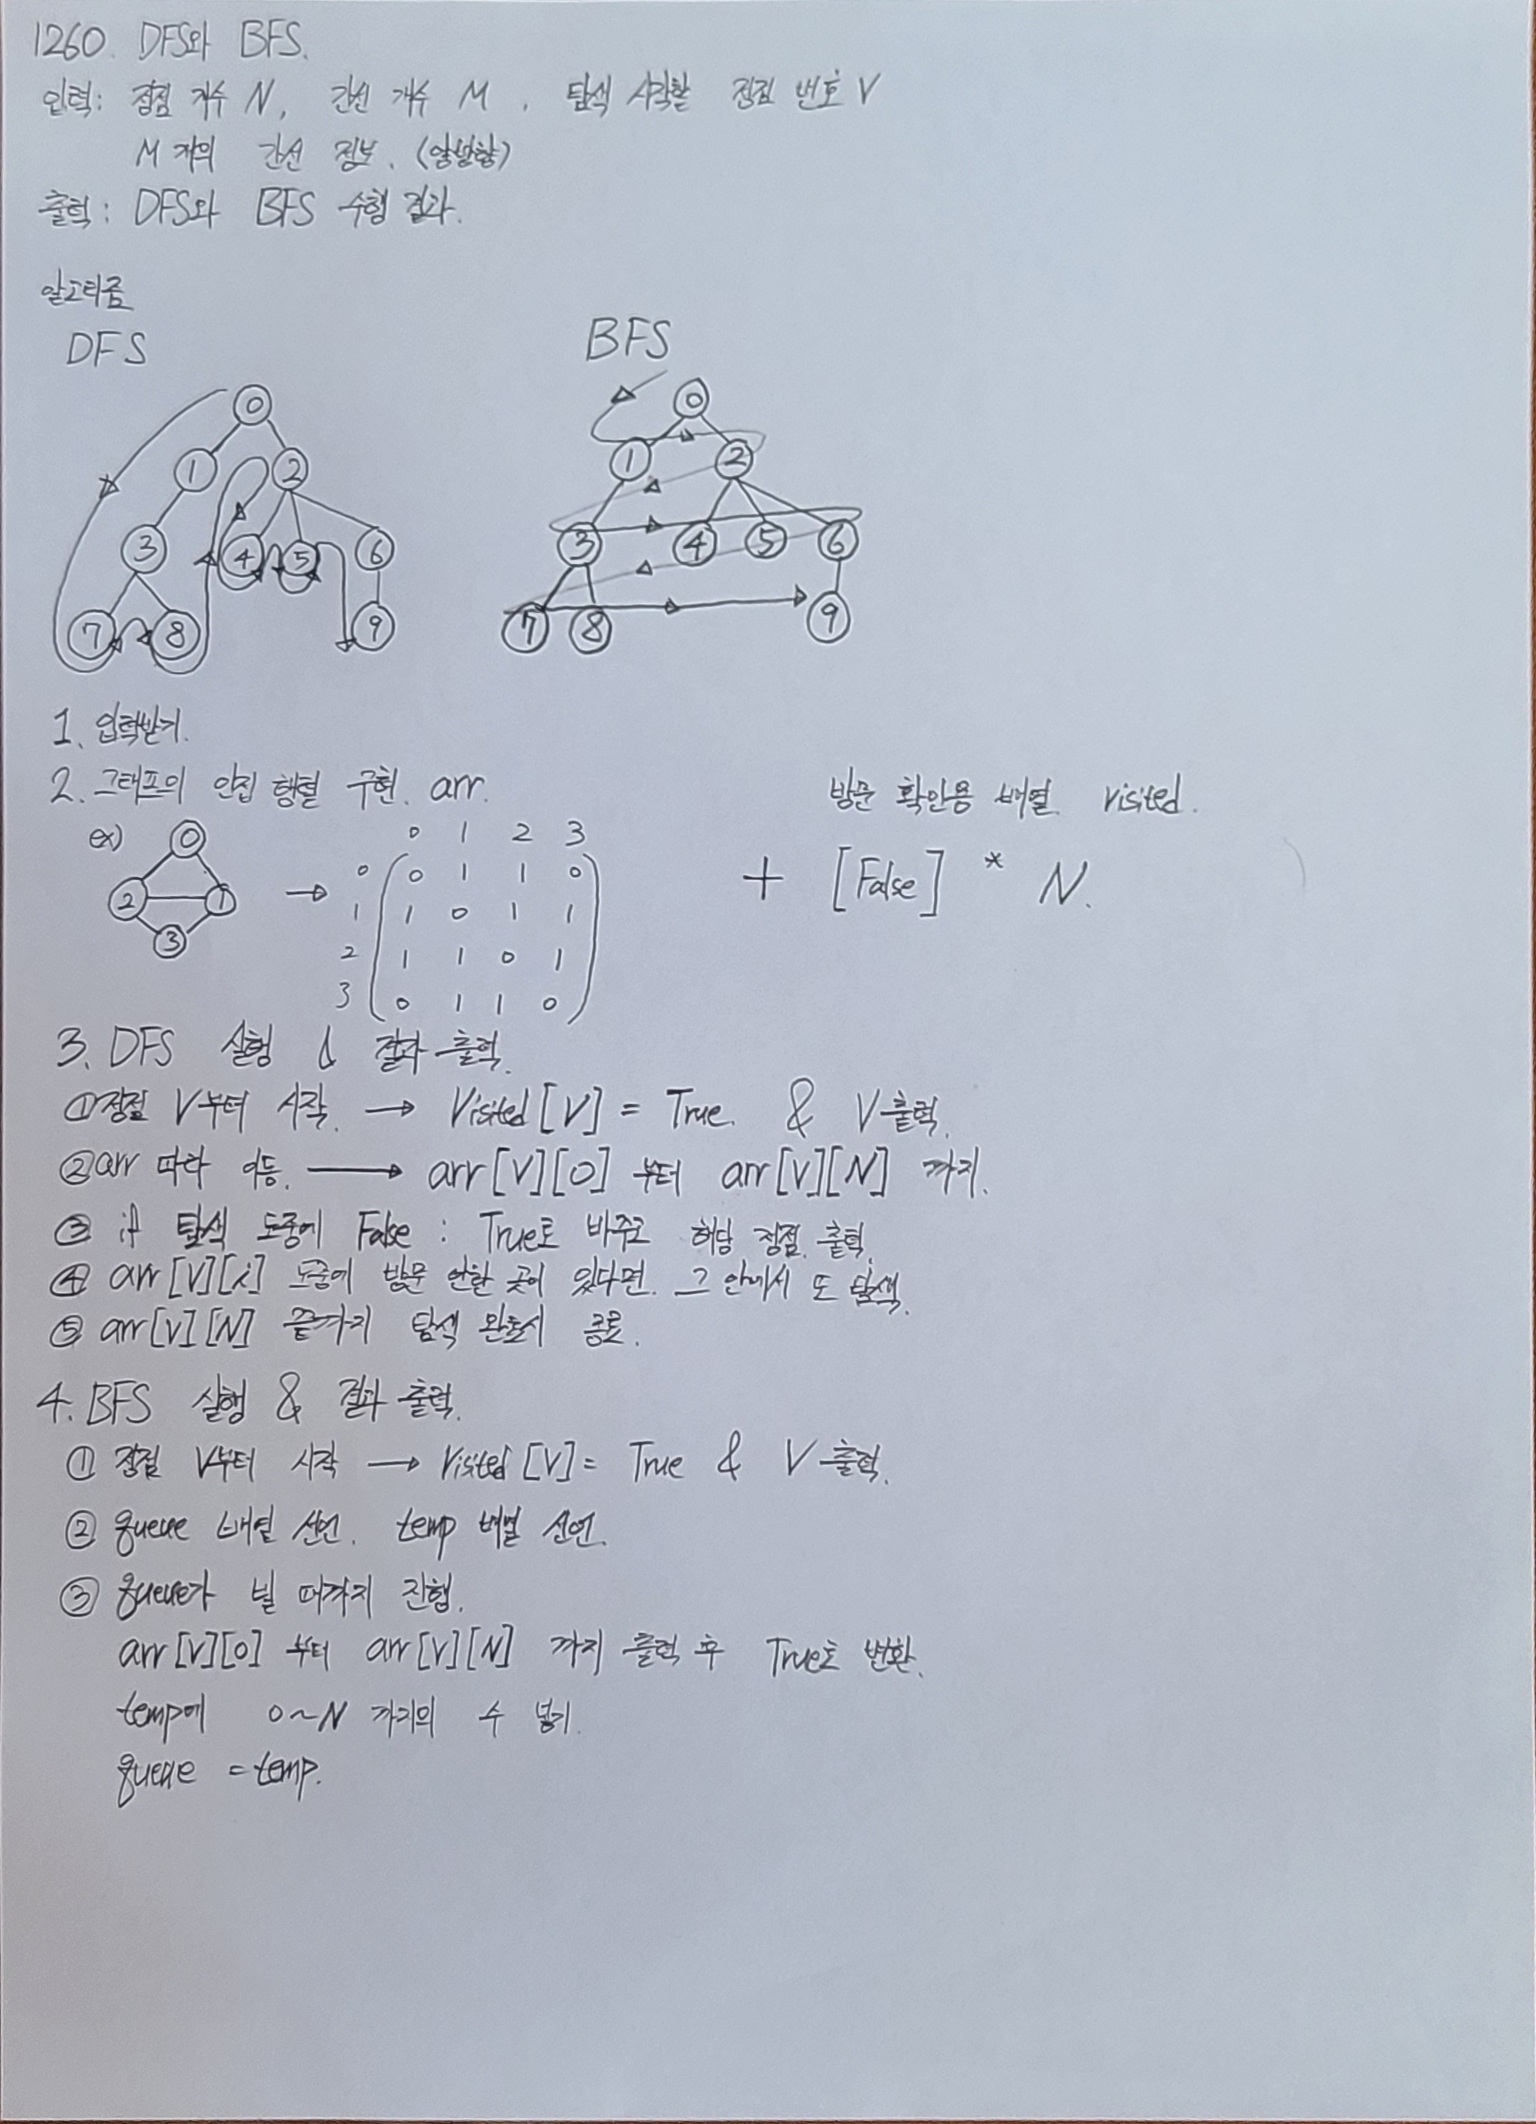 1260. DFS와 BFS.
입력: 정점 개수 N, 간선 개수 M, 탐색 시작할 정점 번호 V
M개의 간선 정보. (양방향)
출력: DFS와 BFS 수행 결과.
알고리즘
DFS
BFS
0
1 2
3 4 5 6
7 8 9
0
1 2
3 4 5 6
7 8 9
1. 입력받기.
2. 그래프의 인접 행렬 구현. arr.
방문 확인용 배열. visited.
ex)
0
2 1
3
→
0 1 2 3
0 0 1 1 0
1 1 0 1 1
2 1 1 0 1
3 0 1 1 0
+ [False] * N.
3. DFS 실행 & 결과 출력.
① 정점 V부터 시작. → Visited[V] = True. & V 출력.
② arr 따라 이동. → arr[V][0] 부터 arr[V][N] 까지.
③ if 탐색 도중에 False : True로 바꾸고 해당 정점 출력.
④ arr[V][i] 도중에 방문 안한 곳이 있다면. 그 안에서 또 탐색.
⑤ arr[V][N] 끝까지 탐색 완료시 종료.
4. BFS 실행 & 결과 출력.
① 정점 V부터 시작 → Visited[V] = True & V 출력.
② queue 배열 선언. temp 배열 선언.
③ queue가 빌 때까지 진행.
arr[V][0] 부터 arr[V][N] 까지 출력 후 True로 변환.
temp에 0~N 까지의 수 넣기.
queue = temp.